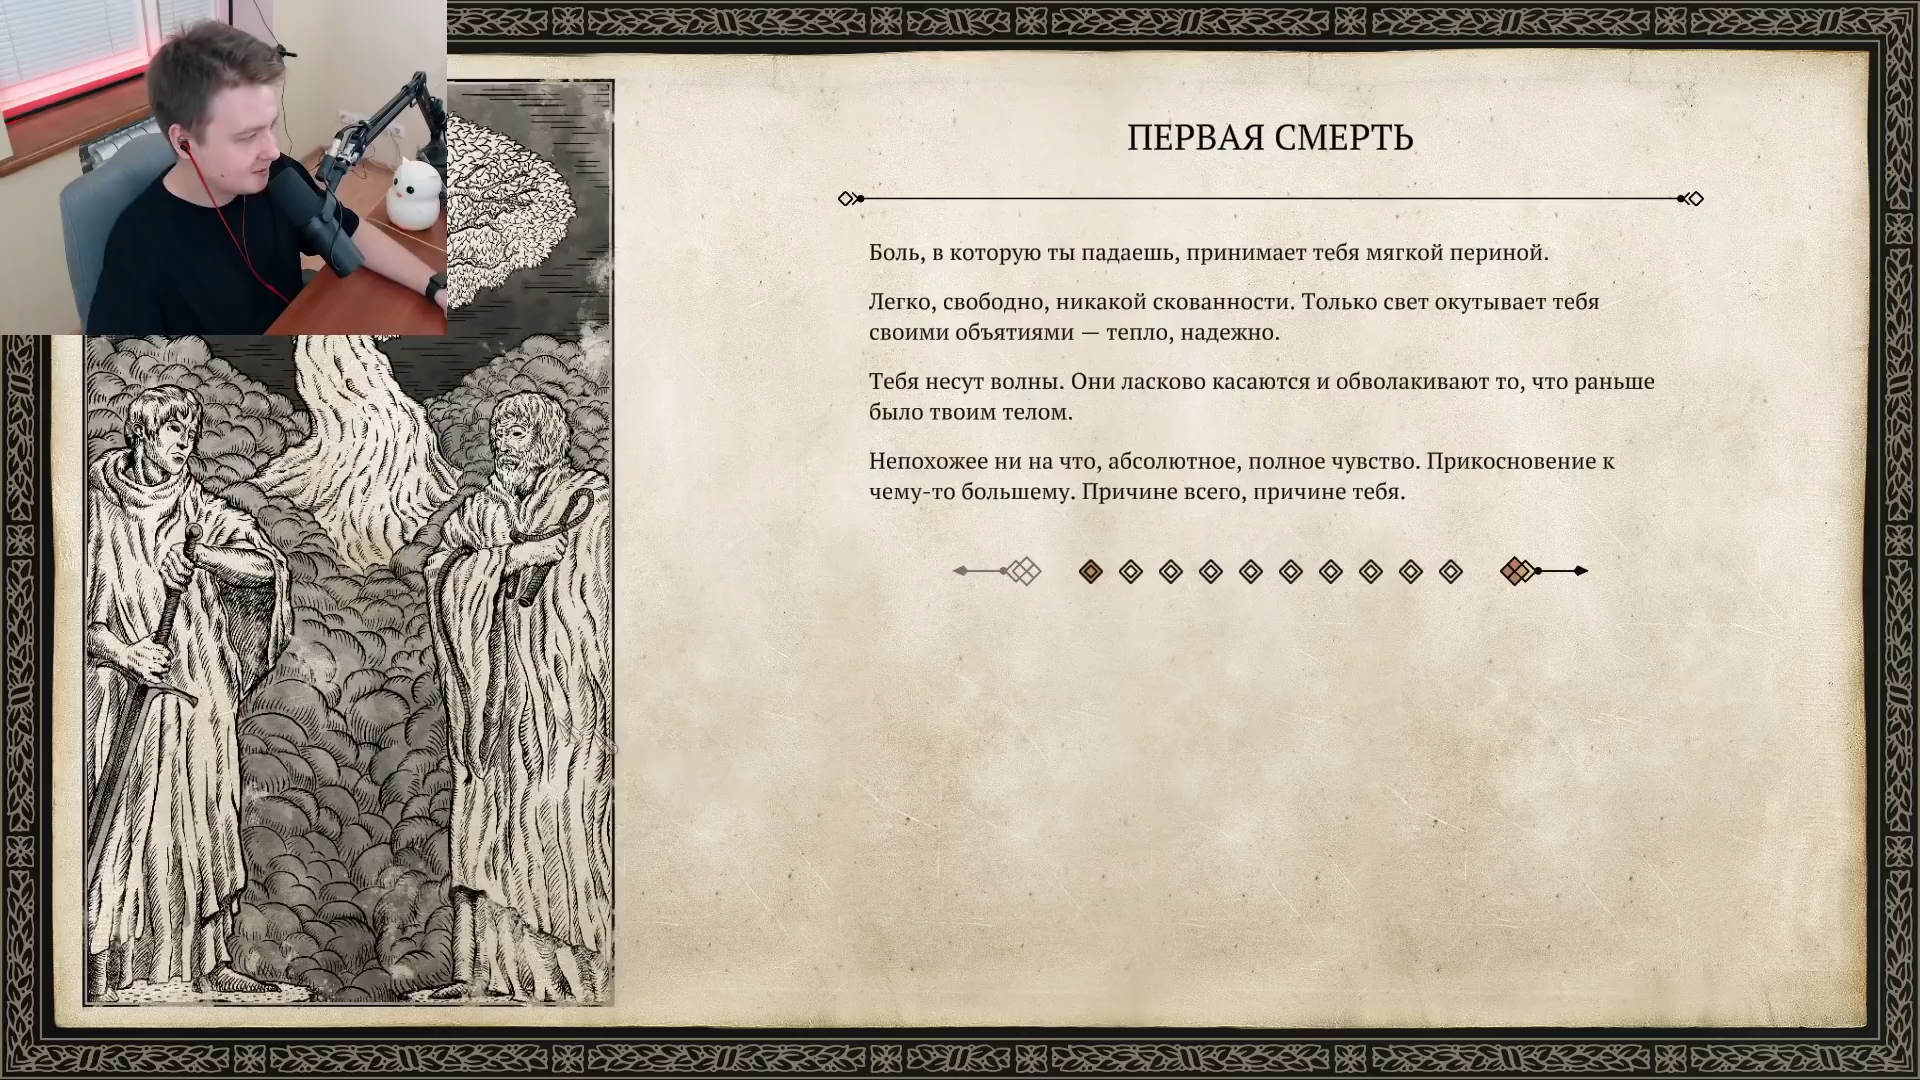 ПЕРВАЯ СМЕРТЬ
Боль, в которую ты падаешь, принимает тебя мягкой периной.
Легко, свободно, никакой скованности. Только свет окутывает тебя
своими объятиями — тепло, надежно.
Тебя несут волны. Они ласково касаются и обволакивают то, что раньше
было твоим телом.
Непохожее ни на что, абсолютное, полное чувство. Прикосновение к
чему-то большему. Причине всего, причине тебя.